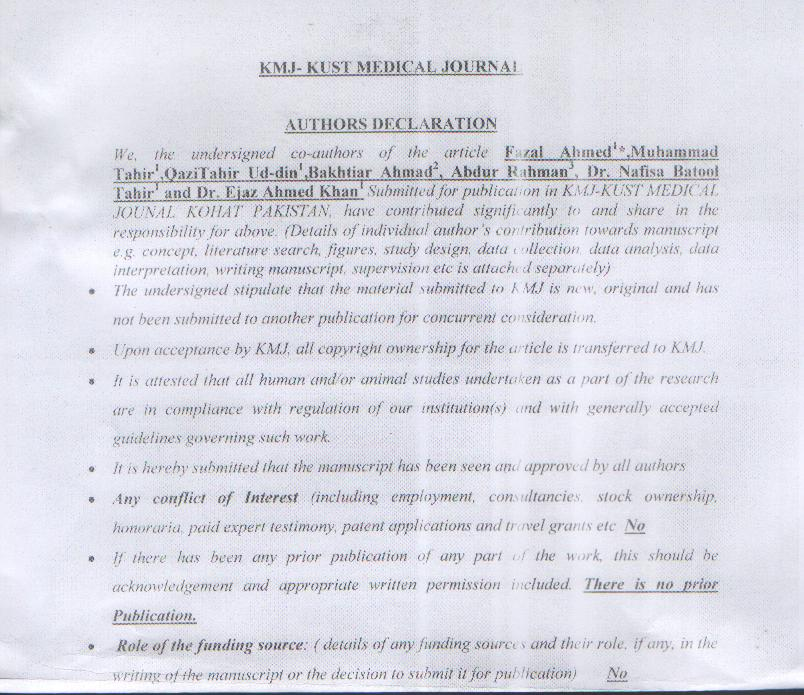 KMJ- KUST MEDICAL JOURNAL
AUTHORS DECLARATION
We, the undersigned co-authors of the article Fazal Ahmed1*,Muhammad
Tahir1,QaziTahir Ud-din1,Bakhtiar Ahmad2, Abdur Rahman3, Dr. Nafisa Batool
Tahir1 and Dr. Ejaz Ahmed Khan1 Submitted for publication in KMJ-KUST MEDICAL
JOUNAL KOHAT PAKISTAN, have contributed significantly to and share in the
responsibility for above. (Details of individual author's contribution towards manuscript
e.g. concept, literature search, figures, study design, data collection, data analysis, data
interpretation, writing manuscript, supervision etc is attached separately)
• The undersigned stipulate that the material submitted to KMJ is new, original and has
not been submitted to another publication for concurrent consideration.
• Upon acceptance by KMJ, all copyright ownership for the article is transferred to KMJ.
• It is attested that all human and/or animal studies undertaken as a part of the research
are in compliance with regulation of our institution(s) and with generally accepted
guidelines governing such work.
• It is hereby submitted that the manuscript has been seen and approved by all authors
• Any conflict of Interest (including employment, consultancies, stock ownership,
honoraria, paid expert testimony, patent applications and travel grants etc No
• If there has been any prior publication of any part of the work, this should be
acknowledgement and appropriate written permission included. There is no prior
Publication.
• Role of the funding source: ( details of any funding sources and their role, if any, in the
writing of the manuscript or the decision to submit it for publication) No